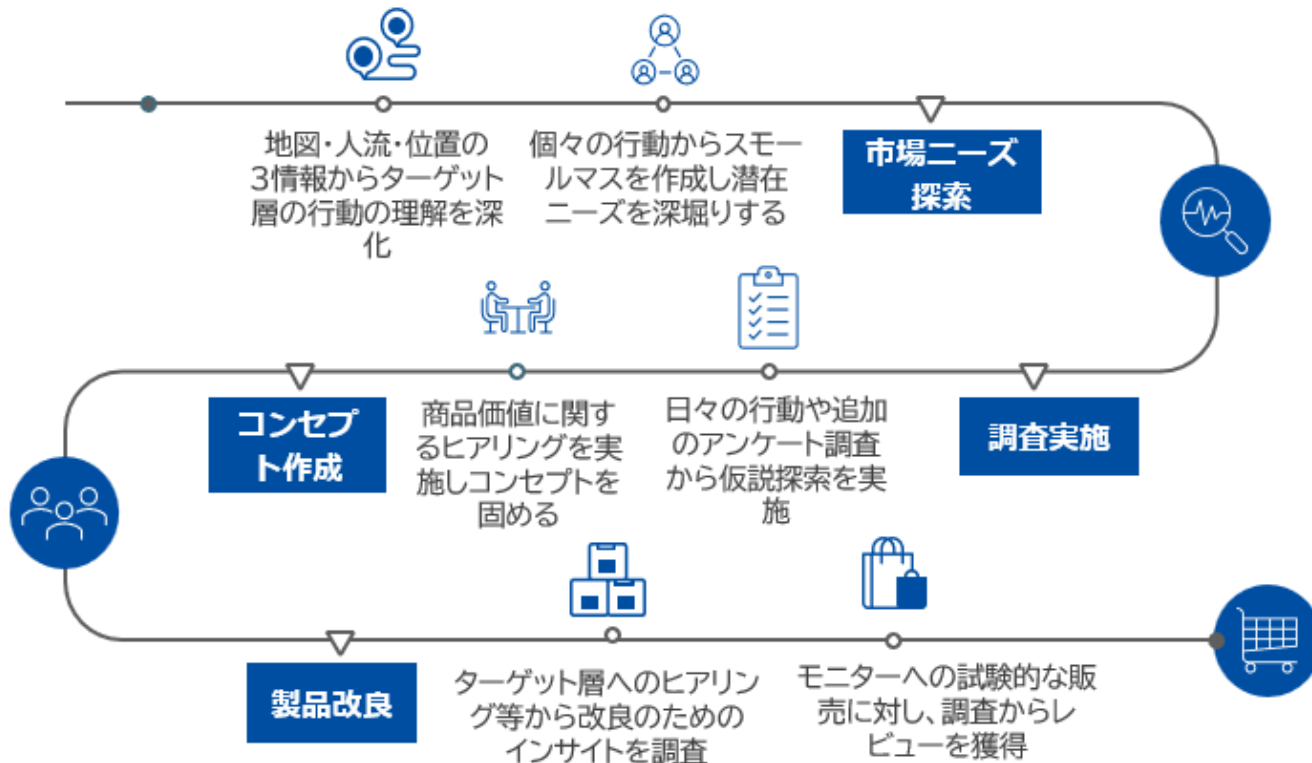 地図・人流・位置の
3情報からターゲット
層の行動の理解を深
化
個々の行動からスモー
ルマスを作成し潜在
ニーズを深堀りする
市場ニーズ
探索
調査実施
日々の行動や追加
のアンケート調査
から仮説探索を実
施
商品価値に関す
るヒアリングを実
施しコンセプトを
固める
コンセプ
ト作成
製品改良
ターゲット層へのヒアリン
グ等から改良のための
インサイトを調査
モニターへの試験的な販
売に対し、調査からレ
ビューを獲得